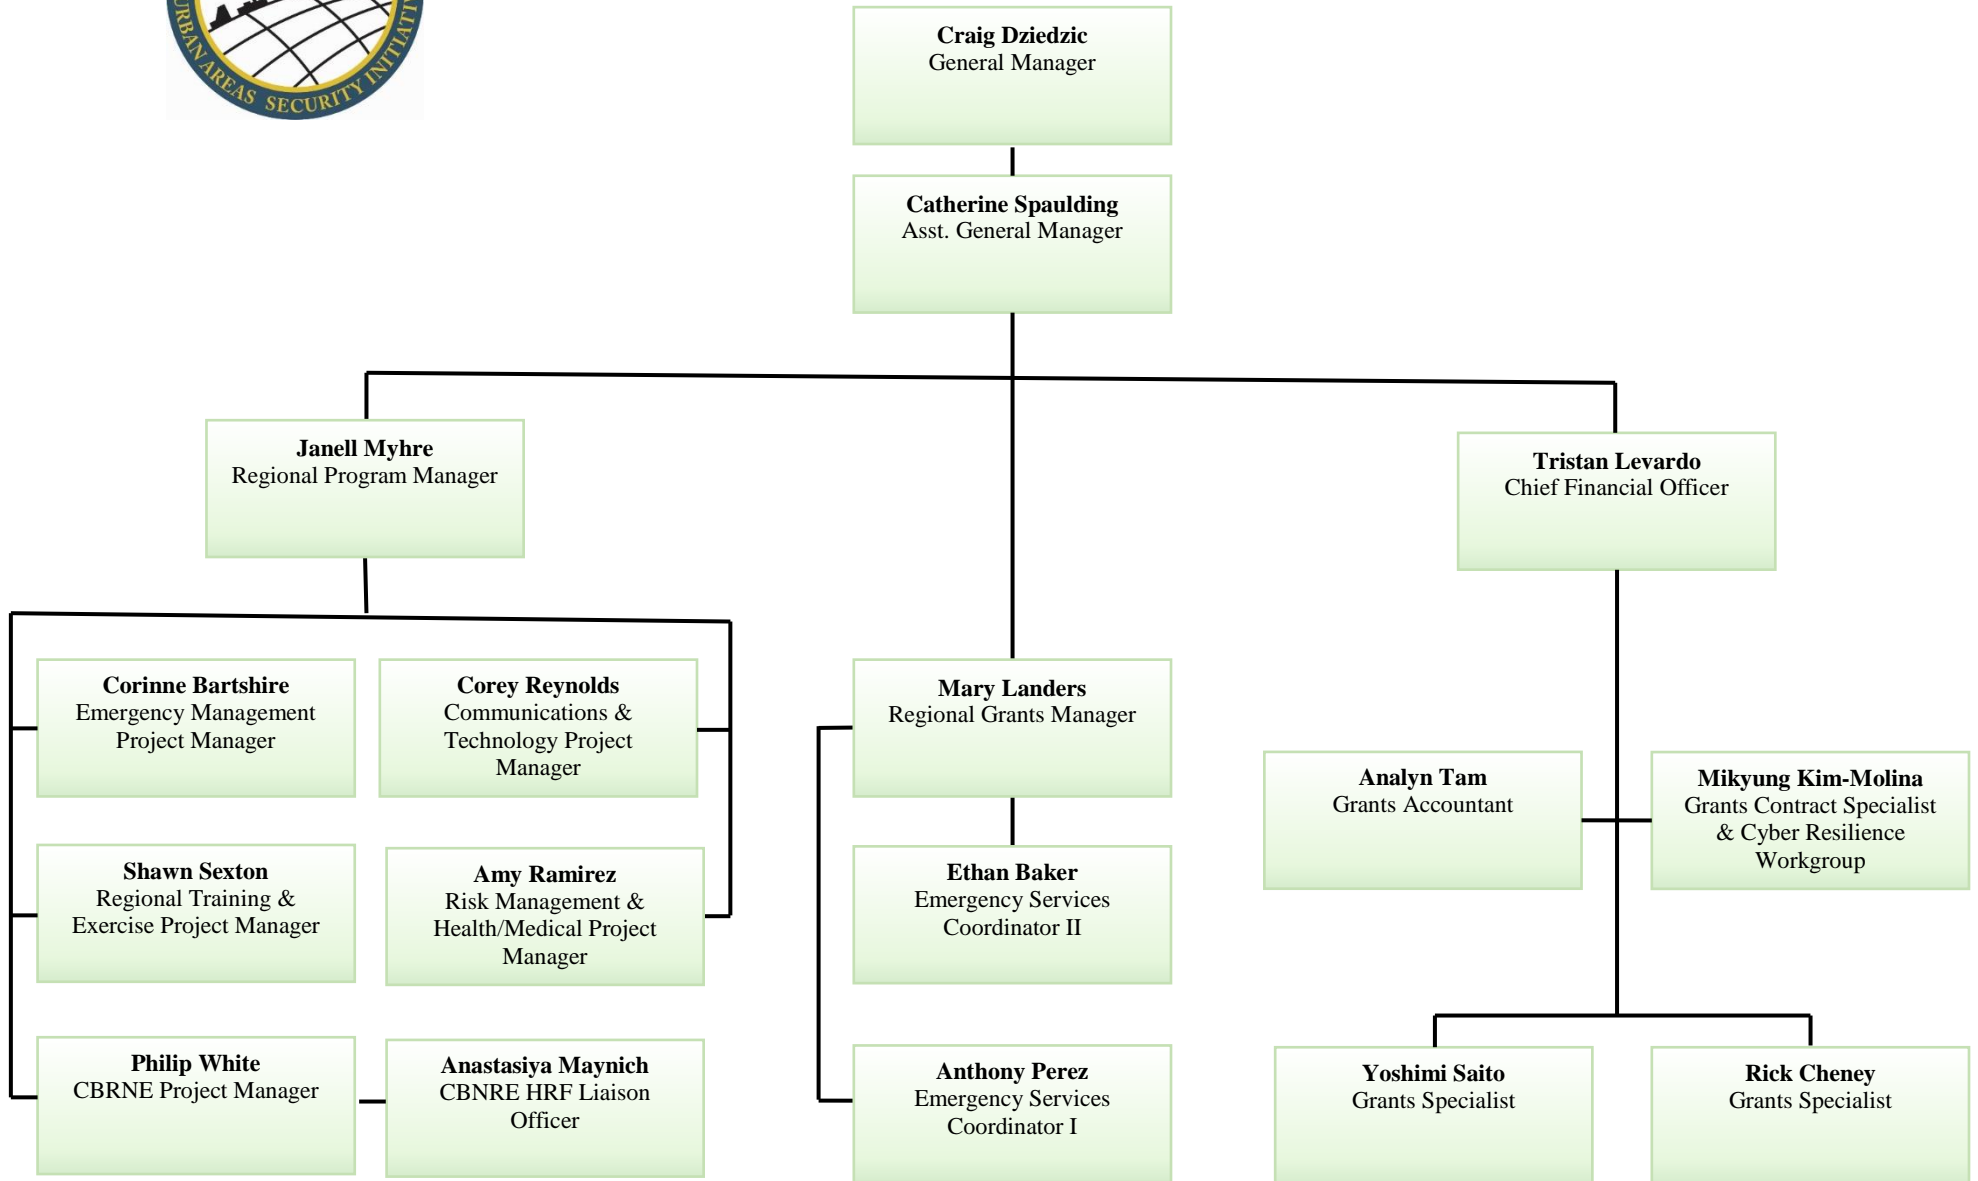 URBAN AREAS SECURITY INITIATIV
Craig Dziedzic
General Manager
Catherine Spaulding
Asst. General Manager
Janell Myhre
Regional Program Manager
Tristan Levardo
Chief Financial Officer
Corinne Bartshire
Emergency Management
Project Manager
Corey Reynolds
Communications &
Technology Project
Manager
Mary Landers
Regional Grants Manager
Analyn Tam
Grants Accountant
Mikyung Kim-Molina
Grants Contract Specialist
& Cyber Resilience
Workgroup
Shawn Sexton
Regional Training &
Exercise Project Manager
Amy Ramirez
Risk Management &
Health/Medical Project
Manager
Ethan Baker
Emergency Services
Coordinator II
Philip White
CBRNE Project Manager
Anastasiya Maynich
CBNRE HRF Liaison
Officer
Anthony Perez
Emergency Services
Coordinator I
Yoshimi Saito
Grants Specialist
Rick Cheney
Grants Specialist